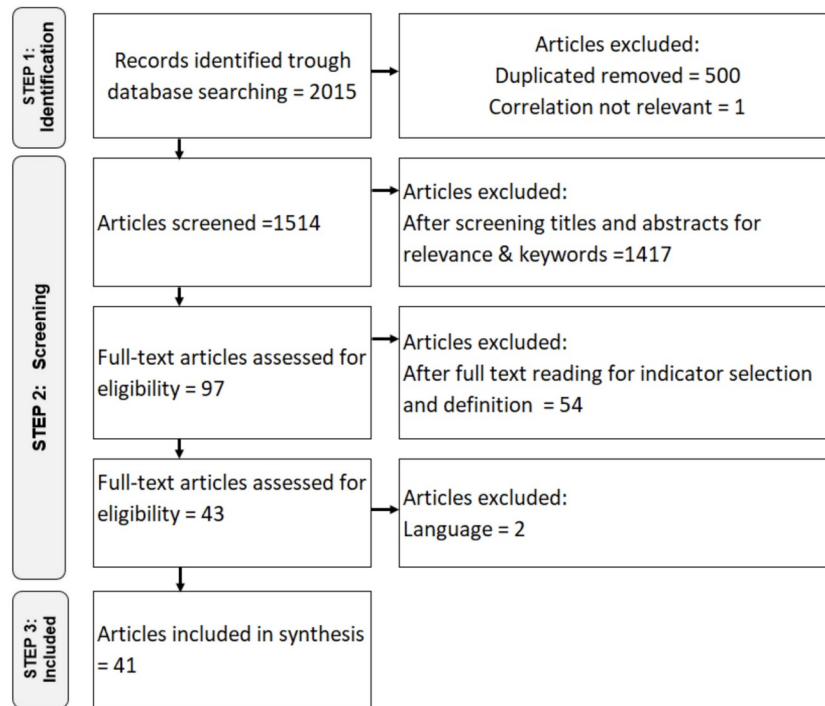 STEP 1:
Identification
Records identified trough
database searching = 2015
Articles excluded:
Duplicated removed = 500
Correlation not relevant = 1
STEP 2: Screening
Articles screened =1514
Articles excluded:
After screening titles and abstracts for
relevance & keywords =1417
Full-text articles assessed for
eligibility = 97
Articles excluded:
After full text reading for indicator selection
and definition = 54
Full-text articles assessed for
eligibility = 43
Articles excluded:
Language = 2
STEP 3:
Included
Articles included in synthesis
= 41